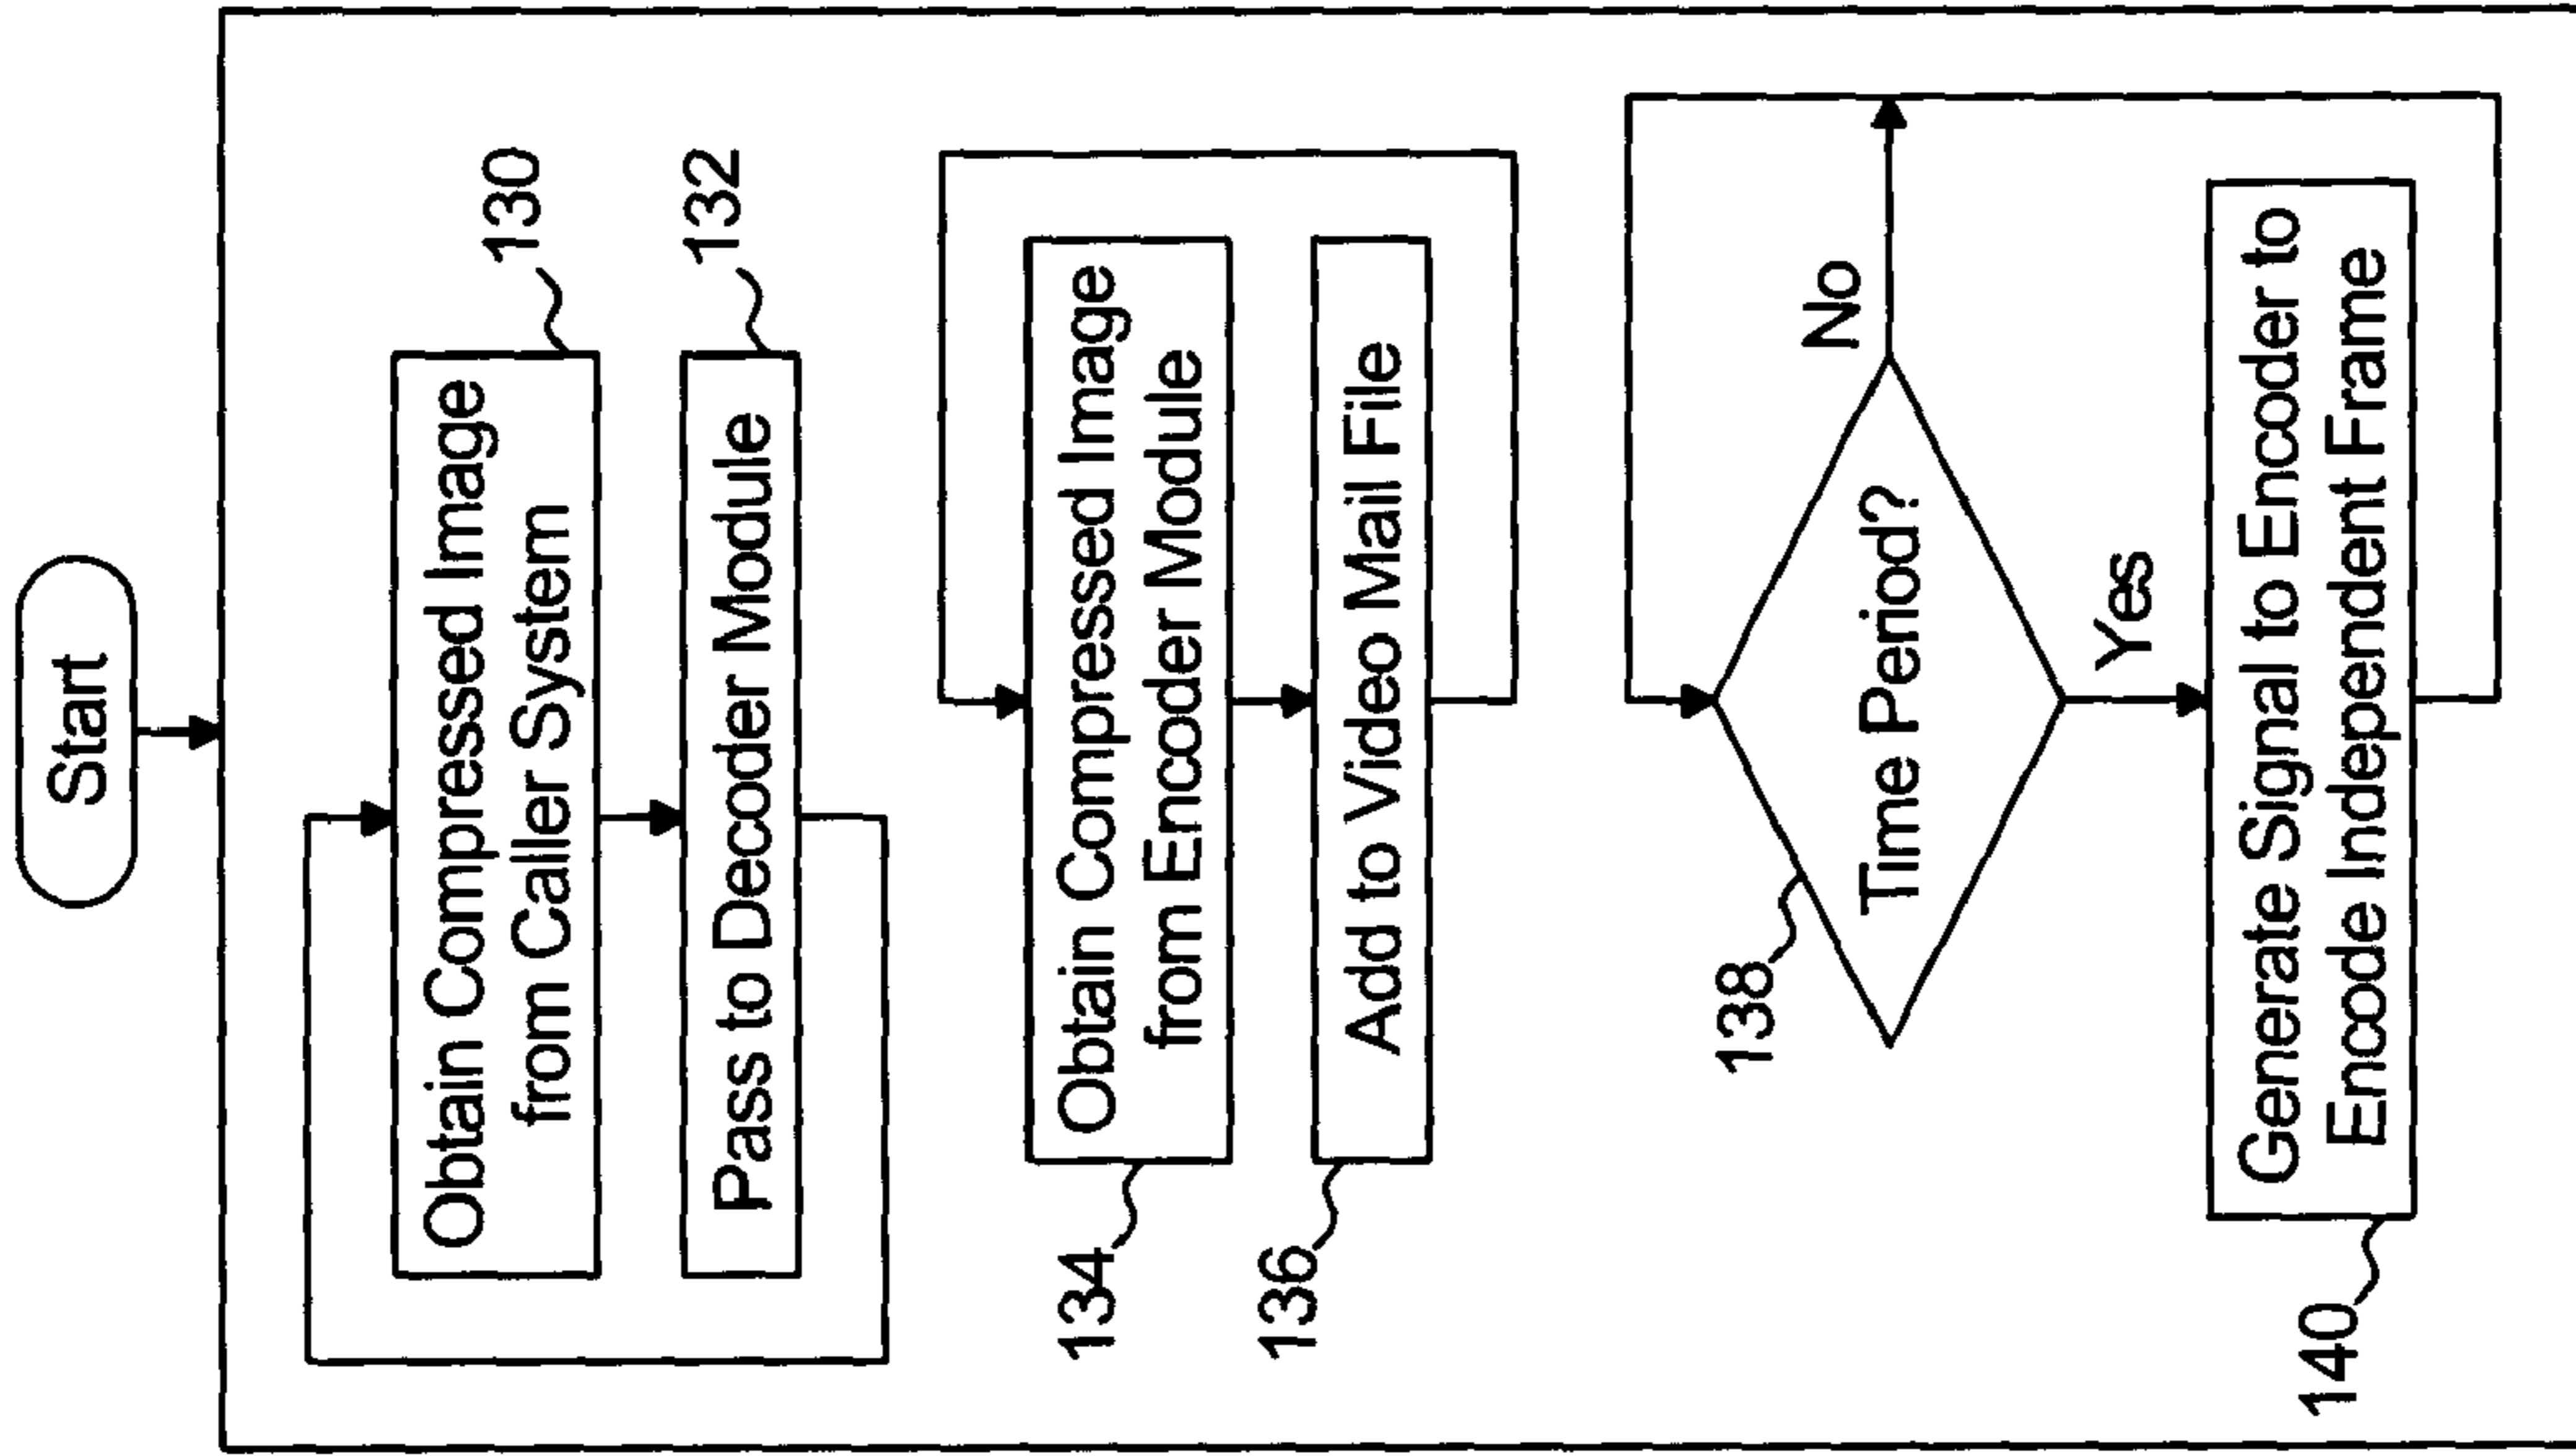 Start
Obtain Compressed Image
from Caller System
130
Pass to Decoder Module
132
Obtain Compressed Image
from Encoder Module
134
Add to Video Mail File
136
Time Period?
138
No
Yes
Generate Signal to Encoder to
Encode Independent Frame
140